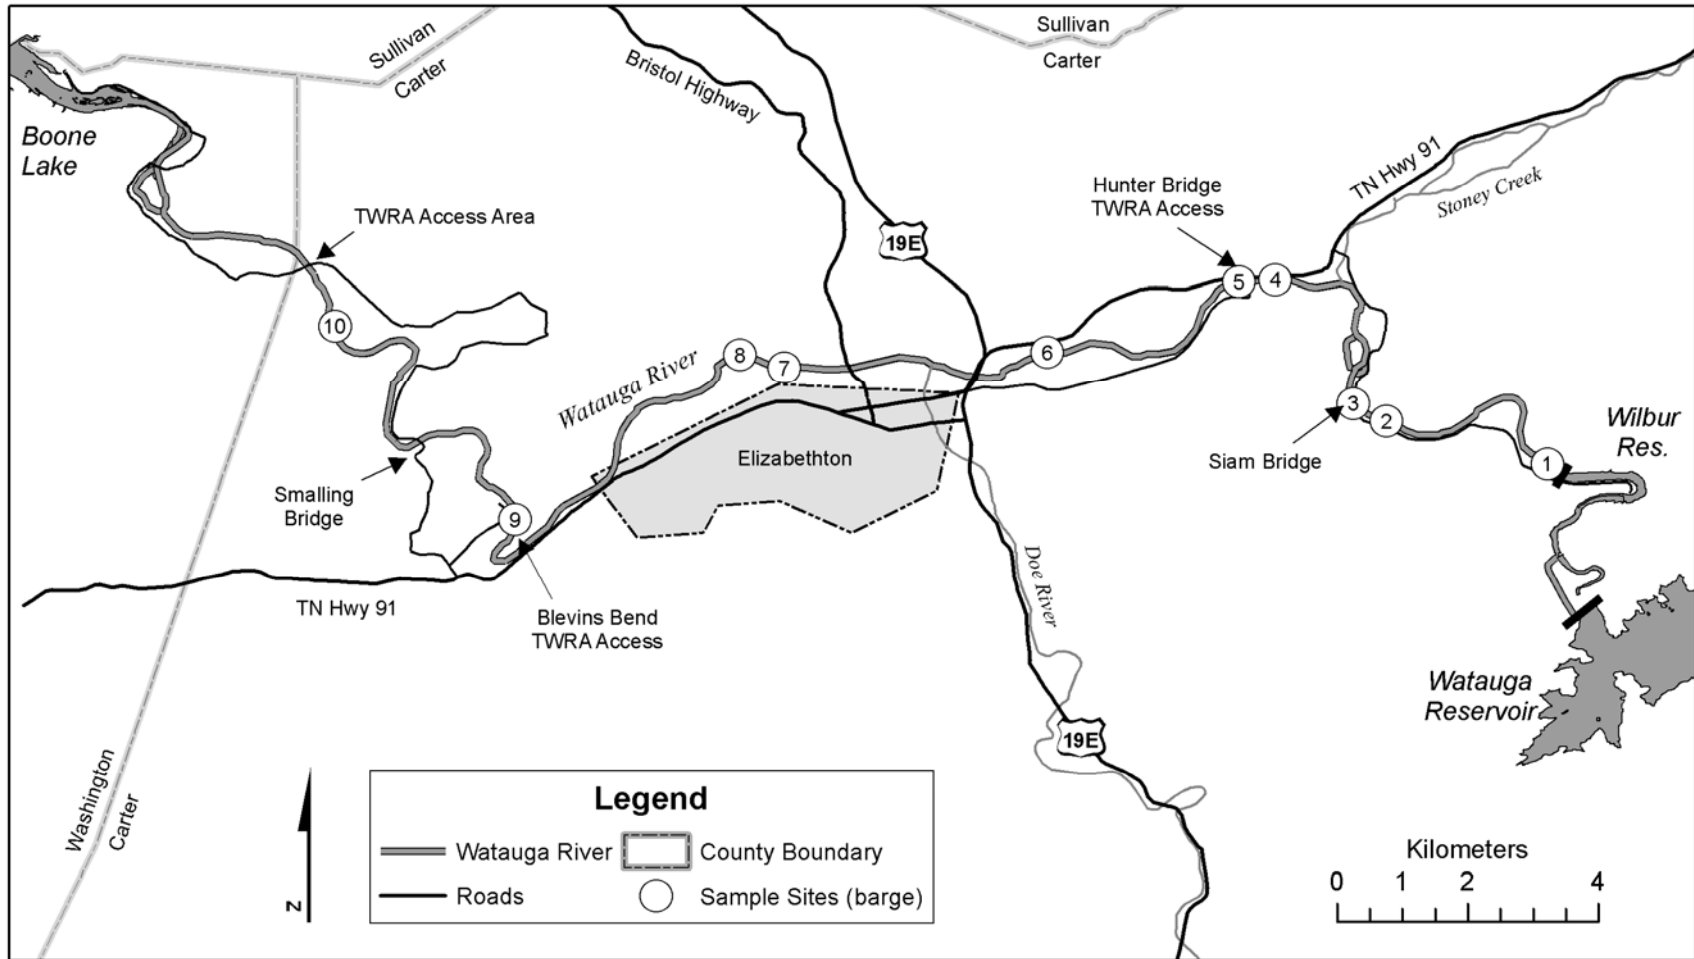 Sullivan
Carter
Sullivan
Carter
Bristol Highway
Boone
Lake
TN Hwy 91
Stoney Creek
Hunter Bridge
TWRA Access
TWRA Access Area
19E
5
4
10
Watauga River
8
7
6
3
2
1
Wilbur
Res.
Siam Bridge
Elizabethton
Smalling
Bridge
9
Doe River
TN Hwy 91
Blevins Bend
TWRA Access
Watauga
Reservoir
19E
Washington
Carter
N
Legend
Watauga River
County Boundary
Roads
Sample Sites (barge)
Kilometers
0 1 2 4